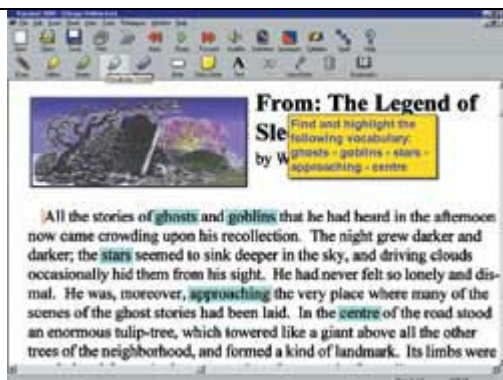 From: The Legend of
Sle
by W
Find and highlight the
following vocabulary:
ghosts - goblins - stars -
approaching - centre
All the stories of ghosts and goblins that he had heard in the afternoon
now came crowding upon his recollection. The night grew darker and
darker; the stars seemed to sink deeper in the sky, and driving clouds
occasionally hid them from his sight. He had never felt so lonely and dis-
mal. He was, moreover, approaching the very place where many of the
scenes of the ghost stories had been laid. In the centre of the road stood
an enormous tulip-tree, which towered like a giant above all the other
trees of the neighborhood, and formed a kind of landmark. Its limbs were